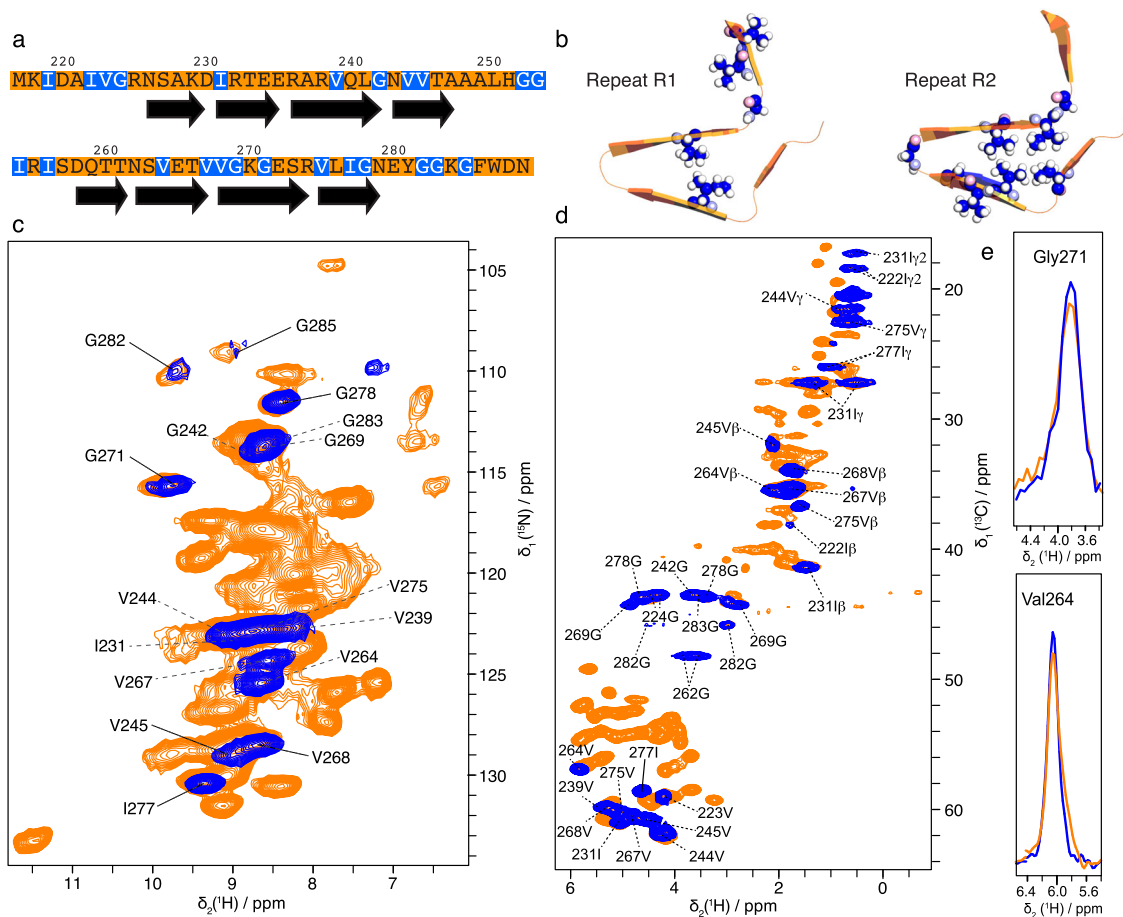 a
220 230 240 250
MKIDAIVGRNSAKDIRTEERARVQLGNVVTAAALHGG
260 270 280
IRISDQTTNSVETVVGKGESRVLIGNEYGGKGFWDN
b
Repeat R1
Repeat R2
c
G282
G285
G278
G242
G283
G269
G271
V275
V244
V239
I231
V264
V267
V245
V268
I277
105
110
115
120
125
130
δ1 (15N) / ppm
11 10 9 8 7
δ2(1H) / ppm
d
231Iγ2
222Iγ2
244Vγ
275Vγ
277Iγ
231Iγ
245Vβ
264Vβ
268Vβ
267Vβ
275Vβ
222Iβ
231Iβ
278G
242G
278G
269G
224G
283G
269G
282G
282G
262G
264V
277I
275V
239V
223V
268V
245V
231I
267V
244V
20
30
40
50
60
δ1 (13C) / ppm
6 4 2 0
δ2(1H) / ppm
e
Gly271
4.4 4.0 3.6
δ2 (1H) / ppm
Val264
6.4 6.0 5.6
δ2 (1H) / ppm